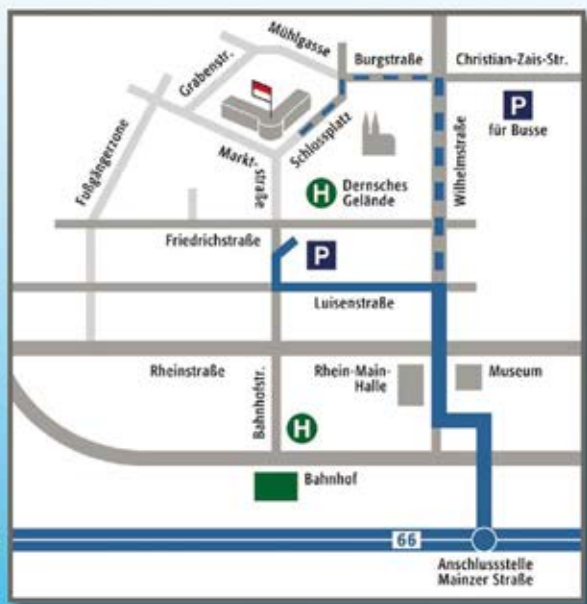 Mühlgasse
Grabenstr.
Burgstraße
Christian-Zais-Str.
P
für Busse
Fußgängerzone
Markt-
straße
Schlossplatz
Wilhelmstraße
H
Dernsches
Gelände
Friedrichstraße
P
Luisenstraße
Rheinstraße
Bahnhofstr.
Rhein-Main-
Halle
Museum
H
Bahnhof
66
Anschlussstelle
Mainzer Straße